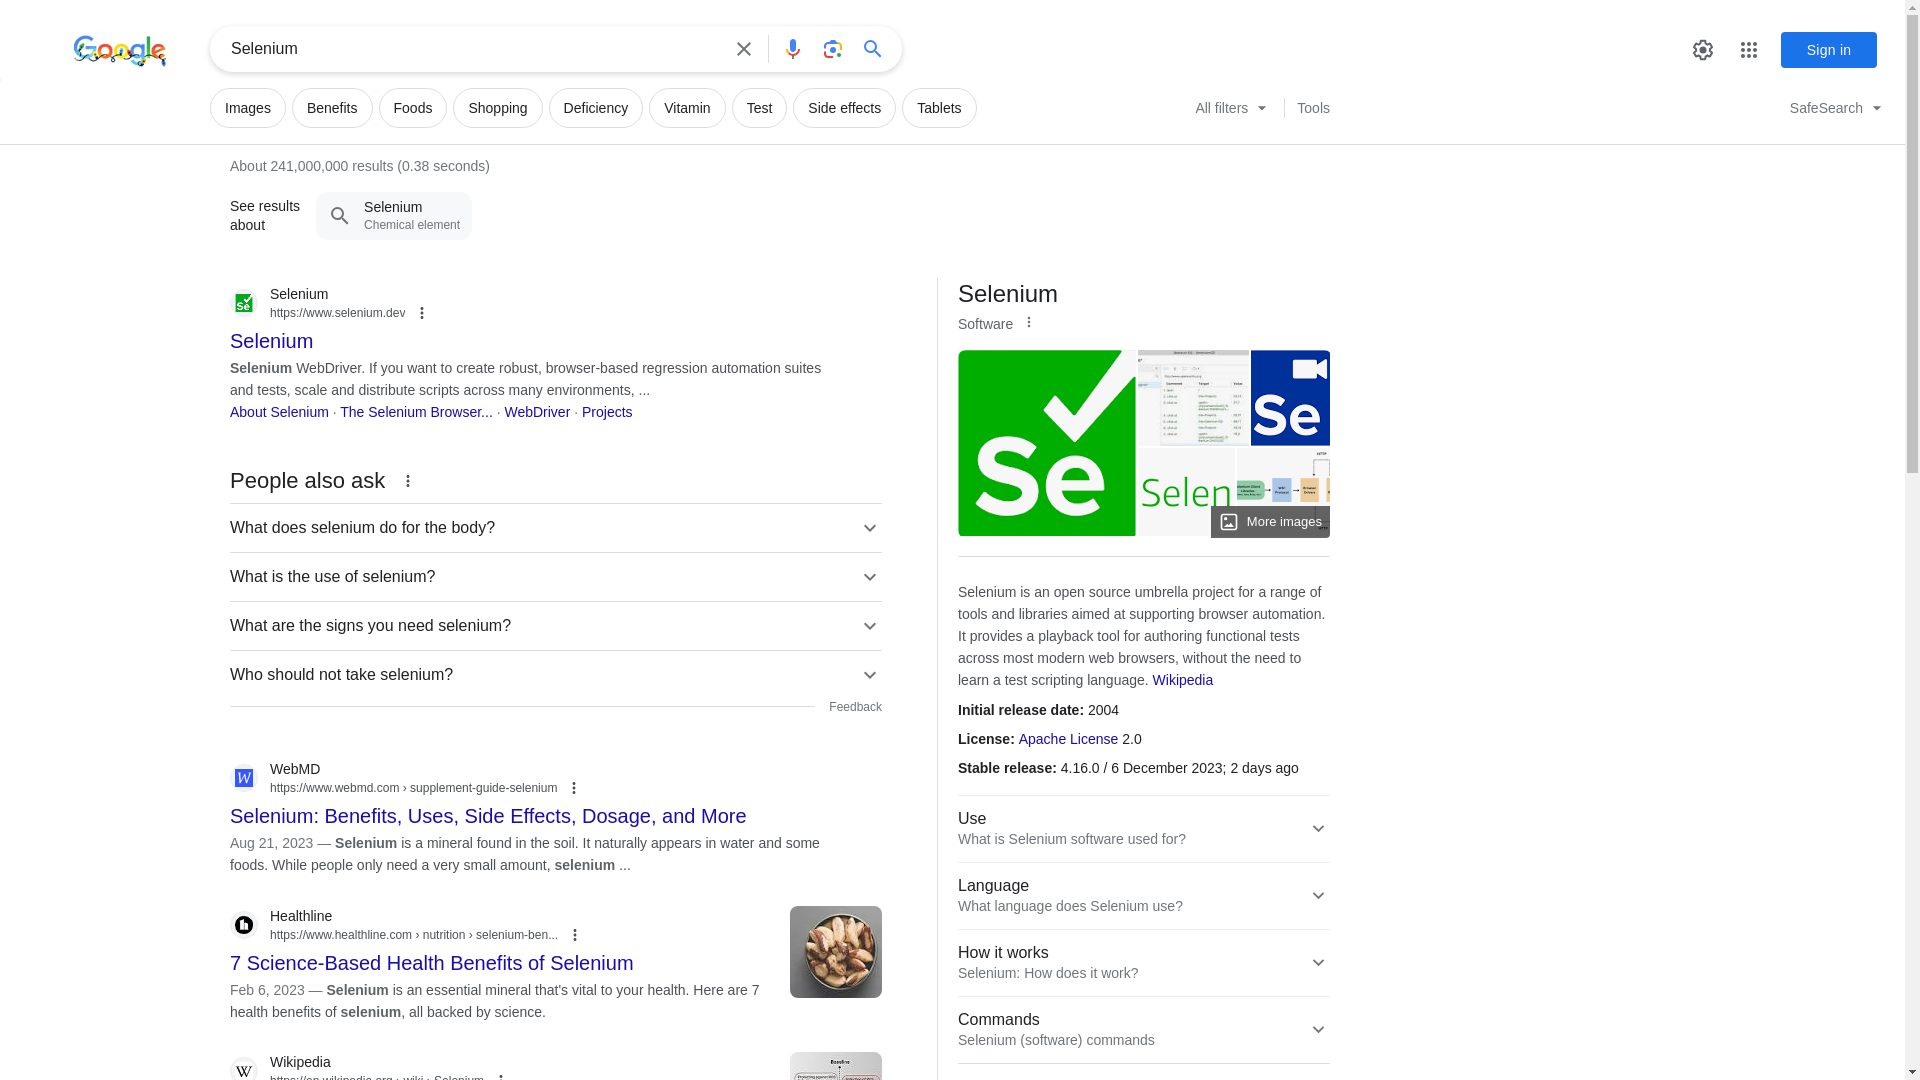 Google
Selenium
Sign in
Images
Benefits
Foods
Shopping
Deficiency
Vitamin
Test
Side effects
Tablets
All filters
Tools
SafeSearch
About 241,000,000 results (0.38 seconds)
See results
about
Selenium
Chemical element
Selenium
https://www.selenium.dev
Selenium
Selenium WebDriver. If you want to create robust, browser-based regression automation suites
and tests, scale and distribute scripts across many environments, ...
About Selenium · The Selenium Browser... · WebDriver · Projects
People also ask
What does selenium do for the body?
What is the use of selenium?
What are the signs you need selenium?
Who should not take selenium?
Feedback
WebMD
https://www.webmd.com › supplement-guide-selenium
Selenium: Benefits, Uses, Side Effects, Dosage, and More
Aug 21, 2023 — Selenium is a mineral found in the soil. It naturally appears in water and some
foods. While people only need a very small amount, selenium ...
Healthline
https://www.healthline.com › nutrition › selenium-ben...
7 Science-Based Health Benefits of Selenium
Feb 6, 2023 — Selenium is an essential mineral that's vital to your health. Here are 7
health benefits of selenium, all backed by science.
Wikipedia
https://en.wikipedia.org › wiki › Selenium
Baseline
Selenium
Software
Se
Se
Selen
More images
Selenium is an open source umbrella project for a range of
tools and libraries aimed at supporting browser automation.
It provides a playback tool for authoring functional tests
across most modern web browsers, without the need to
learn a test scripting language. Wikipedia
Initial release date: 2004
License: Apache License 2.0
Stable release: 4.16.0 / 6 December 2023; 2 days ago
Use
What is Selenium software used for?
Language
What language does Selenium use?
How it works
Selenium: How does it work?
Commands
Selenium (software) commands